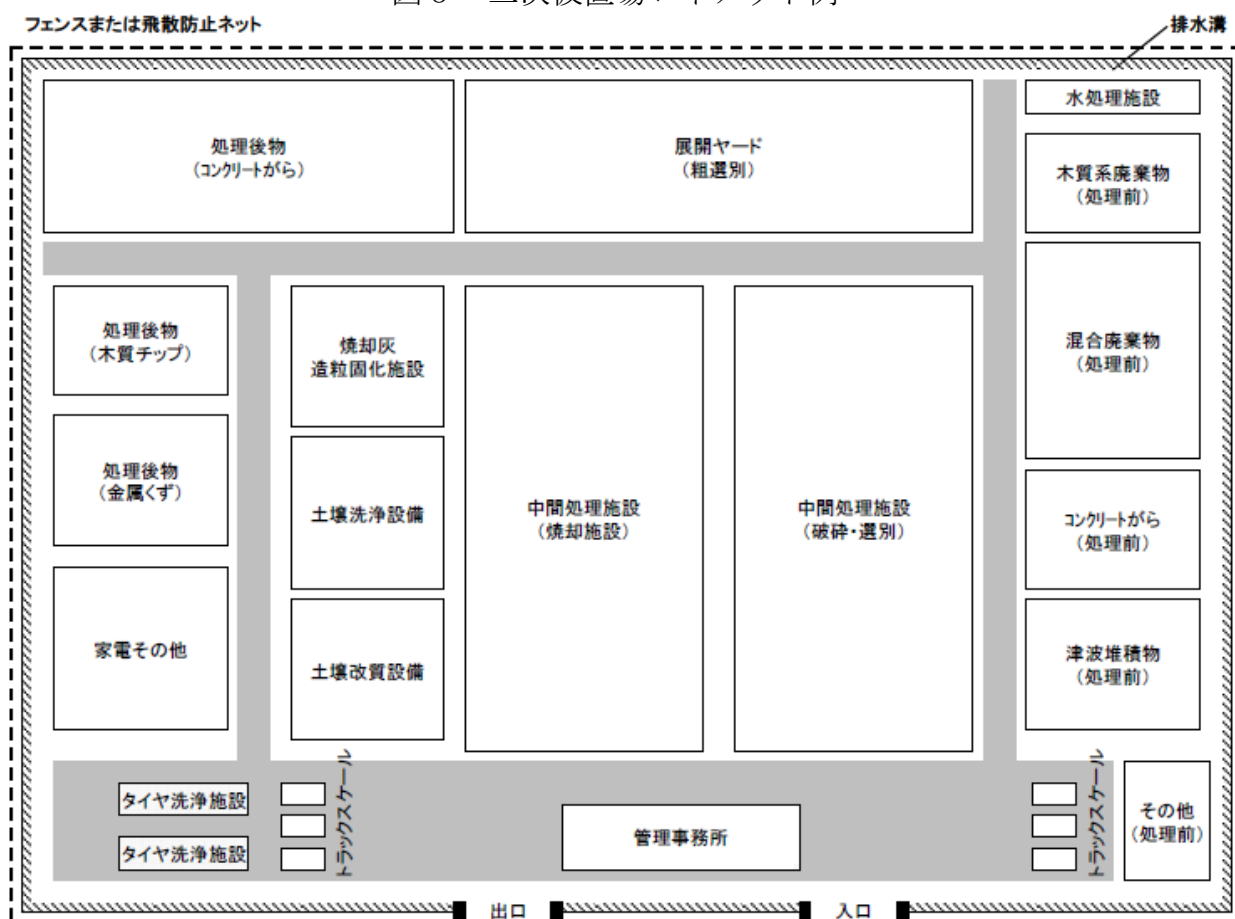 フェンスまたは飛散防止ネット
排水溝
処理後物
(コンクリートがら)
展開ヤード
(粗選別)
水処理施設
木質系廃棄物
(処理前)
混合廃棄物
(処理前)
処理後物
(木質チップ)
焼却灰
造粒固化施設
処理後物
(金属くず)
土壌洗浄設備
中間処理施設
(焼却施設)
中間処理施設
(破砕・選別)
コンクリートがら
(処理前)
家電その他
土壌改質設備
津波堆積物
(処理前)
タイヤ洗浄施設
タイヤ洗浄施設
トラックスケール
管理事務所
トラックスケール
その他
(処理前)
出口
入口